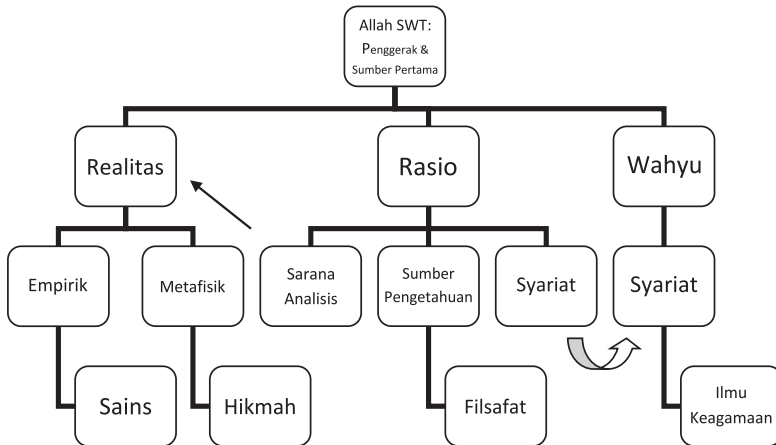 Allah SWT:
Penggerak &
Sumber Pertama
Realitas
Rasio
Wahyu
Empirik
Metafisik
Sarana
Analisis
Sumber
Pengetahuan
Syariat
Syariat
Sains
Hikmah
Filsafat
Ilmu
Keagamaan